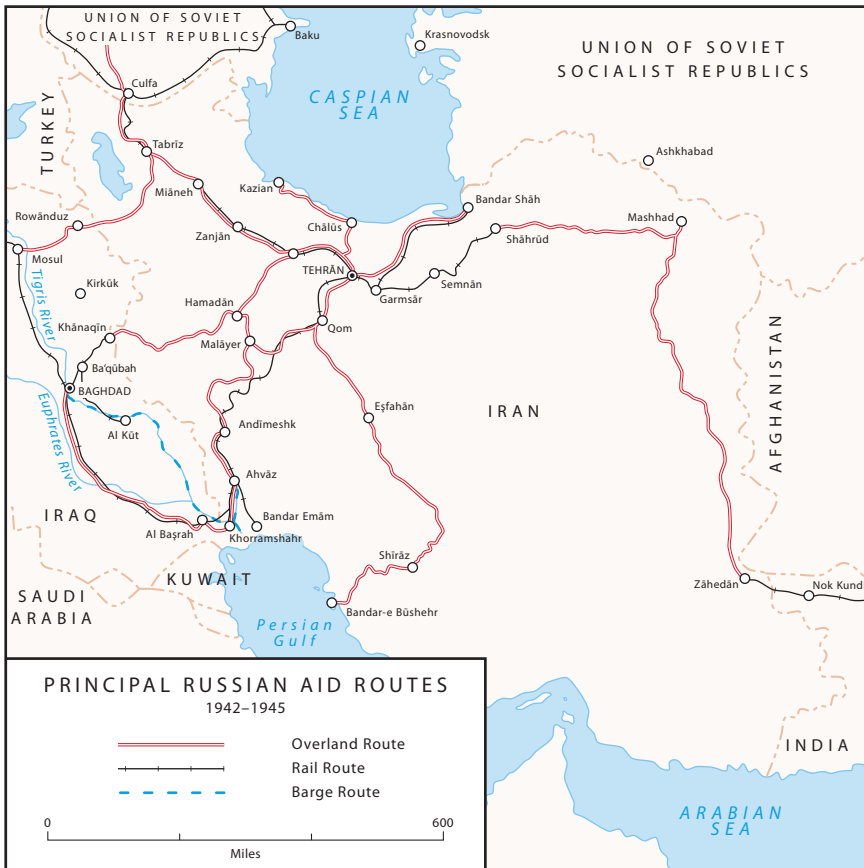 UNION OF SOVIET
SOCIALIST REPUBLICS
Baku
Krasnovodsk
UNION OF SOVIET
SOCIALIST REPUBLICS
Culfa
CASPIAN
SEA
TURKEY
Tabrīz
Ashkhabad
Miāneh
Kazian
Bandar Shāh
Rowānduz
Chālūs
Mashhad
Zanjān
Shāhrūd
Mosul
TEHRĀN
Semnān
Kirkūk
Garmsār
Tigris River
Hamadān
Khānaqīn
Qom
Malāyer
Ba'qūbah
BAGHDAD
AFGHANISTAN
Eşfahān
IRAN
Al Kūt
Andīmeshk
Euphrates River
Ahvāz
IRAQ
Bandar Emām
Al Başrah
Khorramshahr
KUWAIT
Shīrāz
Zāhedān
Nok Kund
SAUDI
ARABIA
Bandar-e Būshehr
Persian
Gulf
PRINCIPAL RUSSIAN AID ROUTES
1942–1945
Overland Route
Rail Route
Barge Route
INDIA
0
600
Miles
ARABIAN
SEA